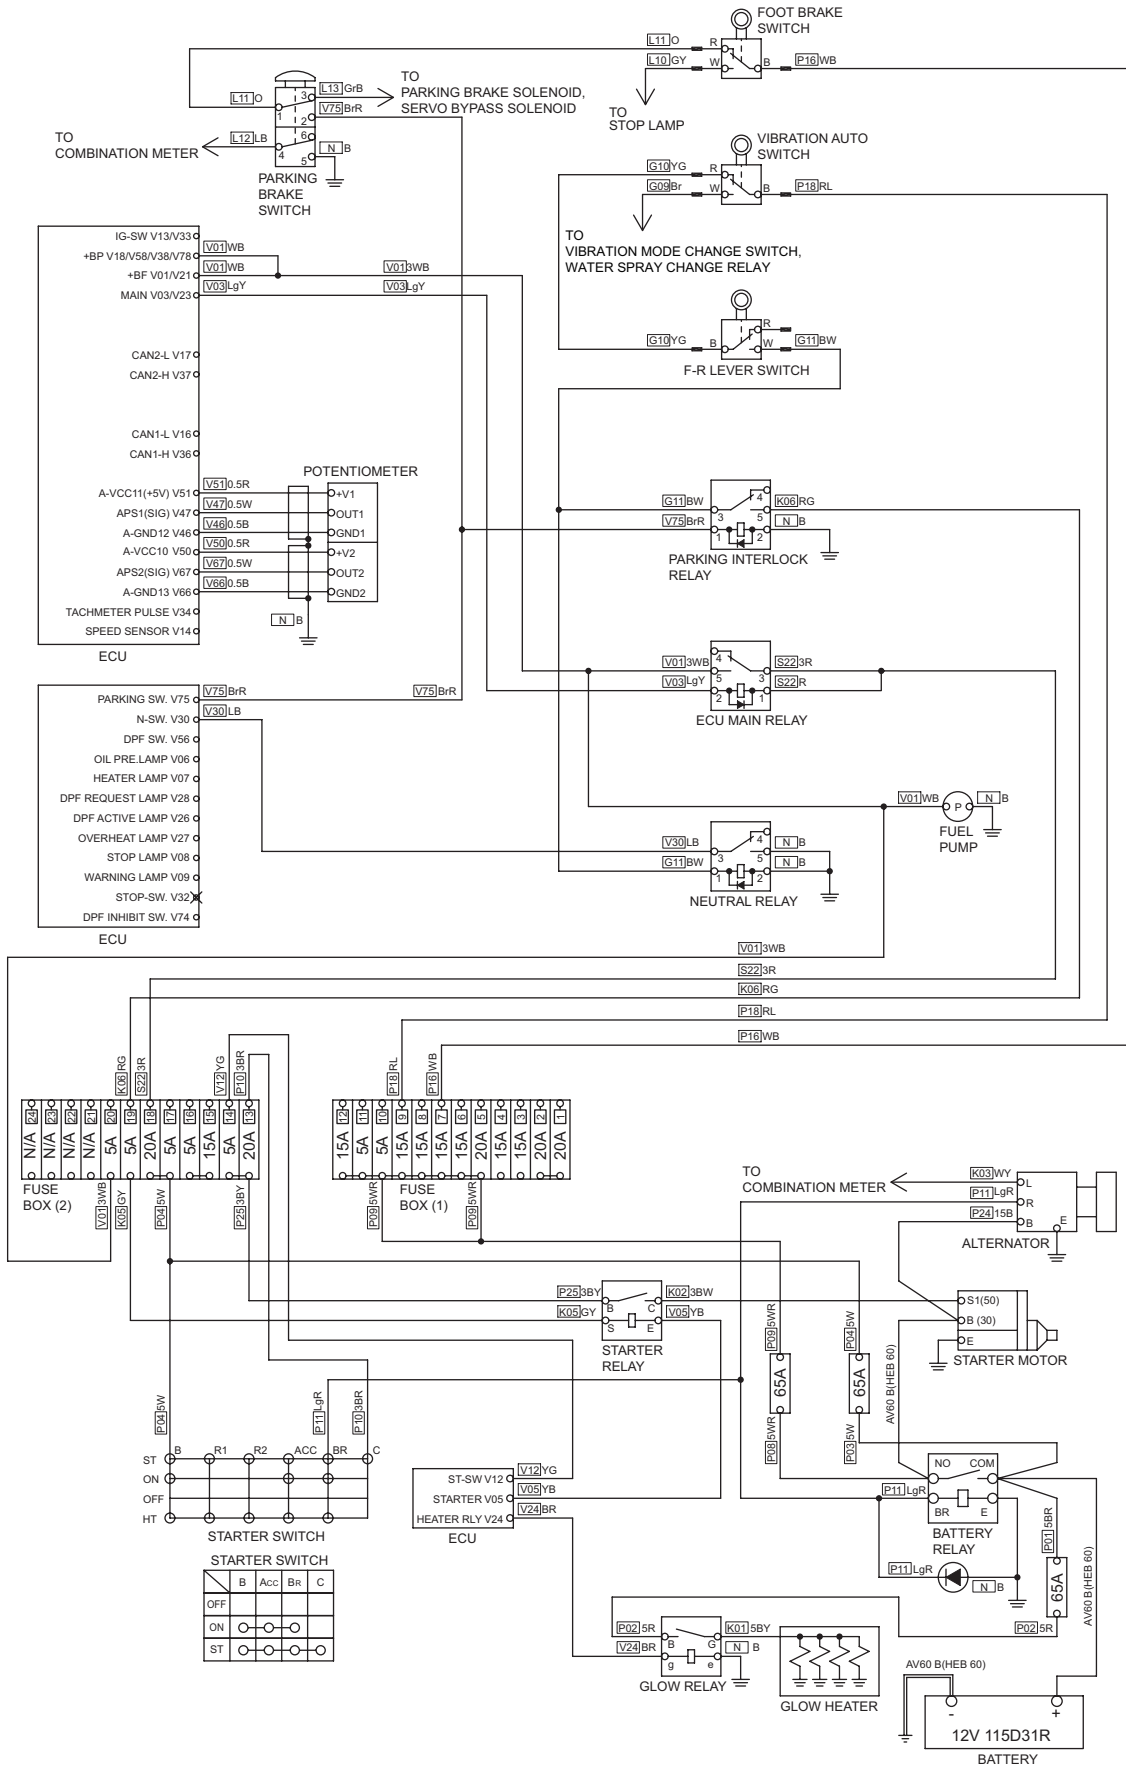 FOOT BRAKE
SWITCH
L11 O
R
L10 GY
W
B
P16 WB
TO
STOP LAMP
L13 GrB
TO
PARKING BRAKE SOLENOID,
SERVO BYPASS SOLENOID
L11 O
3
1
2
V75 BrR
TO
COMBINATION METER
L12 LB
6
4
5
N B
PARKING
BRAKE
SWITCH
VIBRATION AUTO
SWITCH
G10 YG
R
G09 Br
W
B
P18 RL
TO
VIBRATION MODE CHANGE SWITCH,
WATER SPRAY CHANGE RELAY
IG-SW V13/V33
+BP V18/V58/V38/V78
V01 WB
+BF V01/V21
V01 WB
V01 3WB
MAIN V03/V23
V03 LgY
V03 LgY
CAN2-L V17
CAN2-H V37
CAN1-L V16
CAN1-H V36
A-VCC11(+5V) V51
V51 0.5R
APS1(SIG) V47
V47 0.5W
A-GND12 V46
V46 0.5B
A-VCC10 V50
V50 0.5R
APS2(SIG) V67
V67 0.5W
A-GND13 V66
V66 0.5B
TACHMETER PULSE V34
SPEED SENSOR V14
ECU
POTENTIOMETER
+V1
OUT1
GND1
+V2
OUT2
GND2
N B
G10 YG
B
R
W
G11 BW
F-R LEVER SWITCH
G11 BW
3
4
5
K06 RG
V75 BrR
1
2
N B
PARKING INTERLOCK
RELAY
V01 3WB
4
5
3
S22 3R
V03 LgY
2
1
S22 R
ECU MAIN RELAY
PARKING SW. V75
V75 BrR
V75 BrR
N-SW. V30
V30 LB
DPF SW. V56
OIL PRE.LAMP V06
HEATER LAMP V07
DPF REQUEST LAMP V28
DPF ACTIVE LAMP V26
OVERHEAT LAMP V27
STOP LAMP V08
WARNING LAMP V09
STOP-SW. V32
DPF INHIBIT SW. V74
ECU
V01 WB
P
N B
FUEL
PUMP
V30 LB
3
4
5
N B
G11 BW
1
2
N B
NEUTRAL RELAY
V01 3WB
S22 3R
K06 RG
P18 RL
P16 WB
K06 RG
S22 3R
V12 YG
P10 3BR
P18 RL
P16 WB
24 23 22 21 20 19 18 17 16 15 14 13
N/A N/A N/A N/A 5A 5A 20A 5A 5A 15A 5A 20A
12 11 10 9 8 7 6 5 4 3 2 1
15A 5A 5A 15A 15A 15A 15A 20A 15A 15A 20A 20A
FUSE
BOX (2)
V01 3WB
K05 GY
P04 5W
P25 3BY
P09 5WR
FUSE
BOX (1)
P09 5WR
TO
COMBINATION METER
K03 WY
L
P11 LgR
R
P24 15B
B
E
ALTERNATOR
P25 3BY
B
C
K02 3BW
K05 GY
S
E
V05 YB
STARTER
RELAY
S1(50)
B (30)
E
STARTER MOTOR
P09 5WR
65A
P08 5WR
P04 5W
65A
P03 5W
AV60 B(HEB 60)
P04 5W
P11 LgR
P10 3BR
B
R1
R2
ACC
BR
C
ST
ON
OFF
HT
STARTER SWITCH
STARTER SWITCH
B ACC BR C
OFF
ON
ST
ST-SW V12
V12 YG
STARTER V05
V05 YB
HEATER RLY V24
V24 BR
ECU
NO
COM
P11 LgR
BR
E
BATTERY
RELAY
P11 LgR
N B
P01 5BR
65A
P02 5R
AV60 B(HEB 60)
P02 5R
B
G
K01 5BY
V24 BR
g
e
N B
GLOW RELAY
GLOW HEATER
AV60 B(HEB 60)
-
+
12V 115D31R
BATTERY